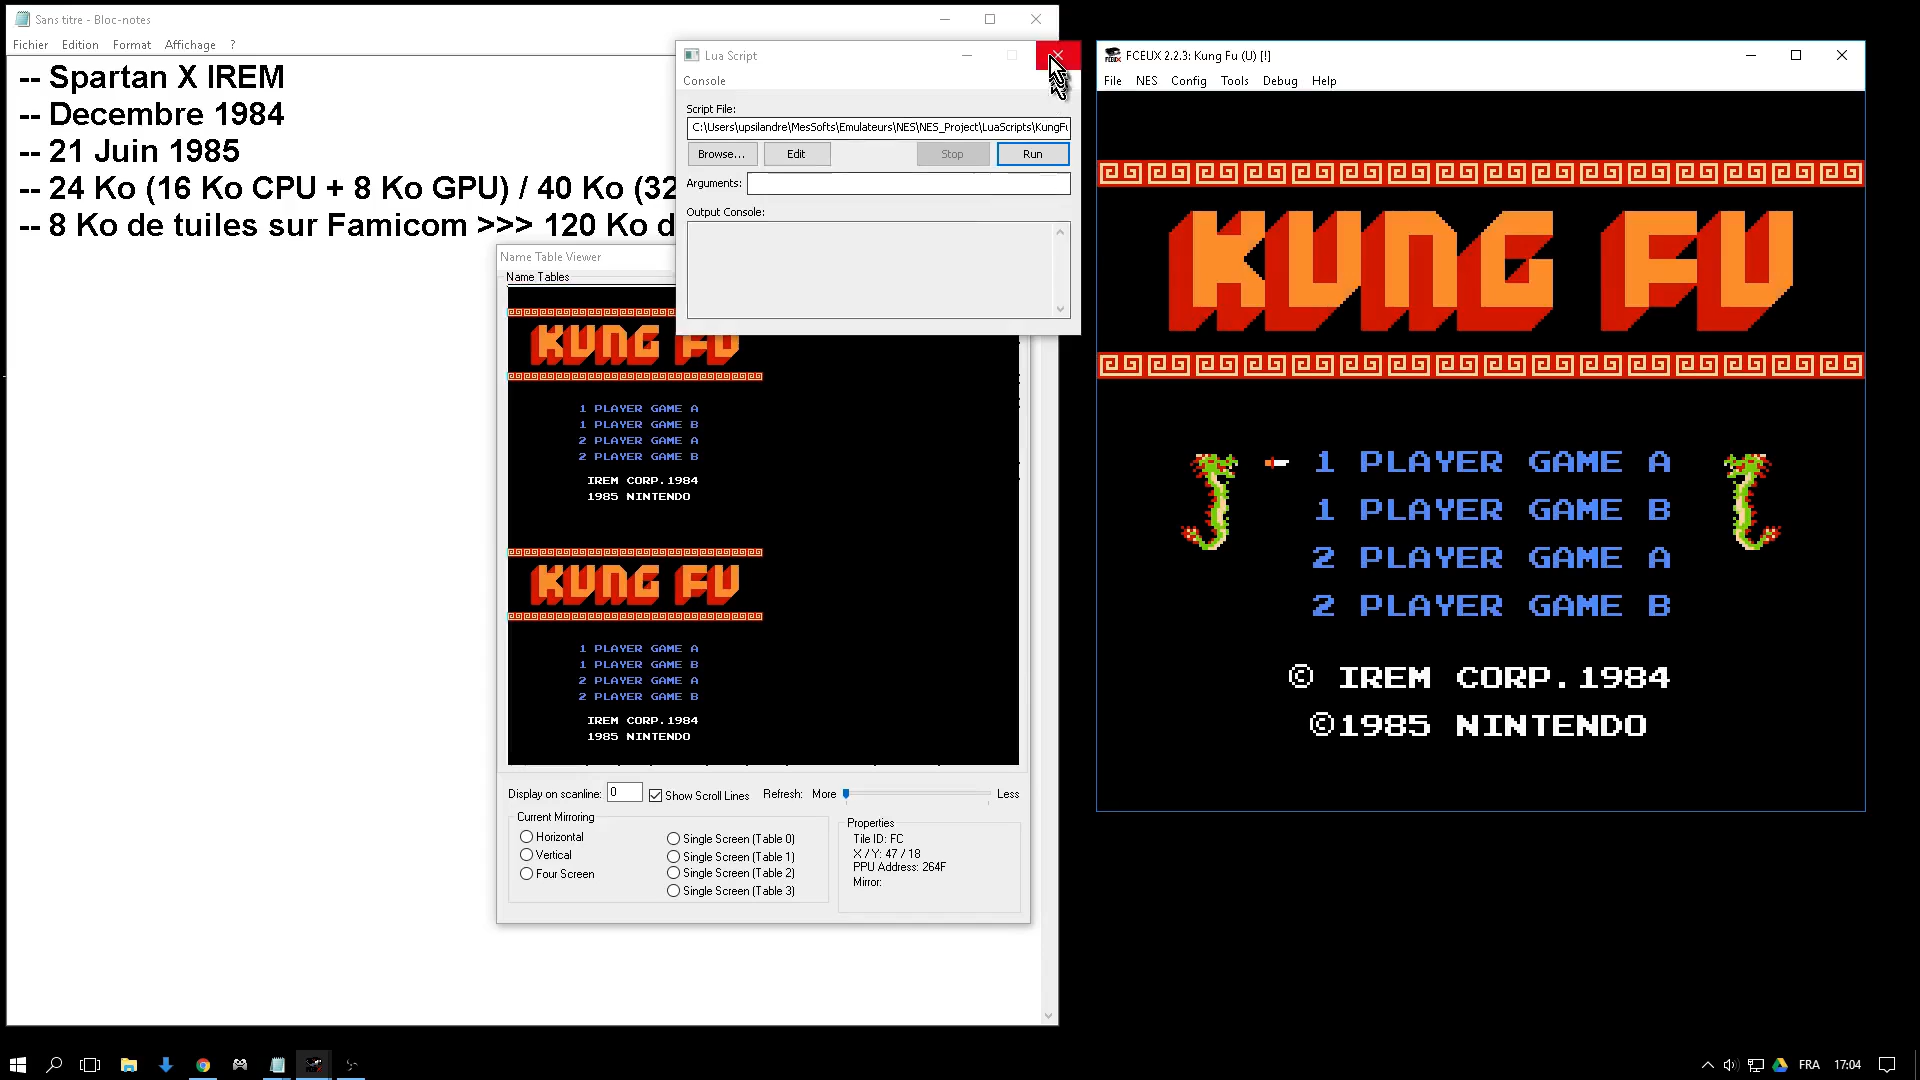 Sans titre - Bloc-notes
Fichier Edition Format Affichage ?
-- Spartan X IREM
-- Decembre 1984
-- 21 Juin 1985
-- 24 Ko (16 Ko CPU + 8 Ko GPU) / 40 Ko (32
-- 8 Ko de tuiles sur Famicom >>> 120 Ko d
Lua Script
Console
Script File:
C:\Users\upsilandre\MesSofts\Emulateurs\NES\NES_Project\LuaScripts\KungFu
Browse... Edit Stop Run
Arguments:
Output Console:
Name Table Viewer
Name Tables
KUNG FU
1 PLAYER GAME A
1 PLAYER GAME B
2 PLAYER GAME A
2 PLAYER GAME B
IREM CORP.1984
1985 NINTENDO
KUNG FU
1 PLAYER GAME A
1 PLAYER GAME B
2 PLAYER GAME A
2 PLAYER GAME B
IREM CORP.1984
1985 NINTENDO
Display on scanline: 0 Show Scroll Lines Refresh: More Less
Current Mirroring
Horizontal
Vertical
Four Screen
Single Screen (Table 0)
Single Screen (Table 1)
Single Screen (Table 2)
Single Screen (Table 3)
Properties
Tile ID: FC
X / Y: 47 / 18
PPU Address: 264F
Mirror:
FCEUX 2.2.3: Kung Fu (U) [!]
File NES Config Tools Debug Help
KUNG FU
1 PLAYER GAME A
1 PLAYER GAME B
2 PLAYER GAME A
2 PLAYER GAME B
© IREM CORP.1984
©1985 NINTENDO
FRA 17:04